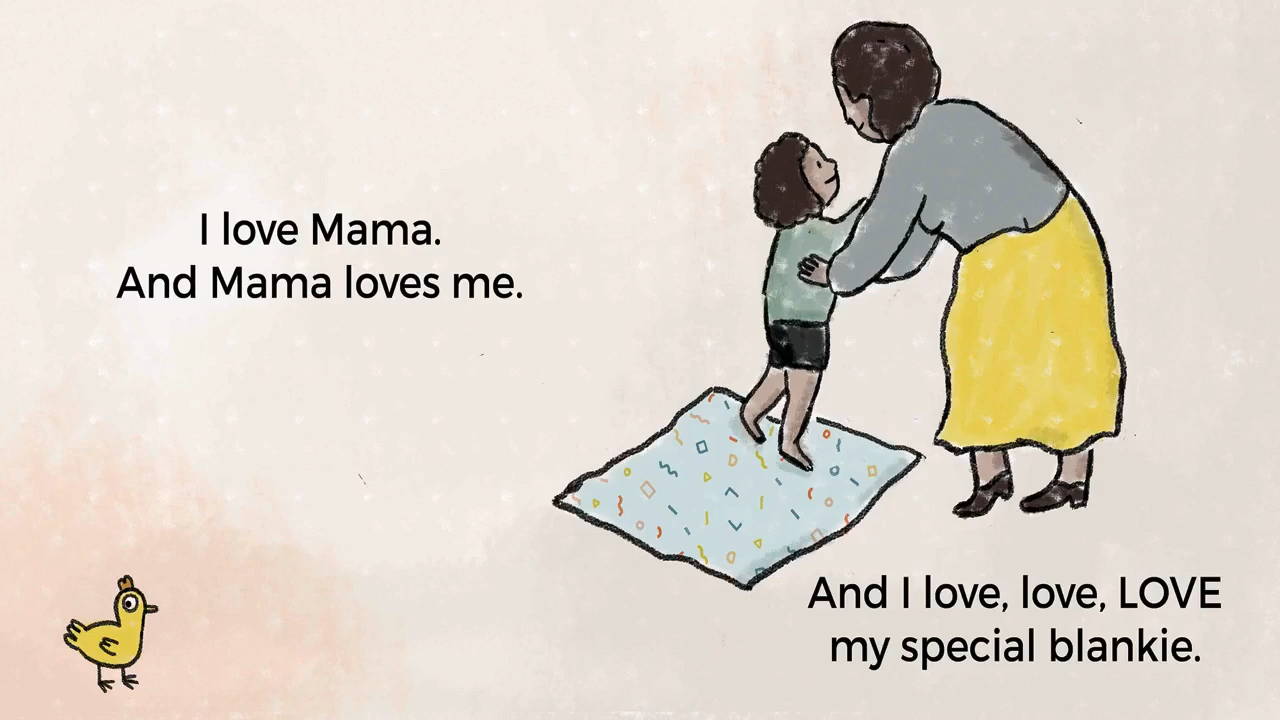 I love Mama.
And Mama loves me.
And I love, love, LOVE
my special blankie.